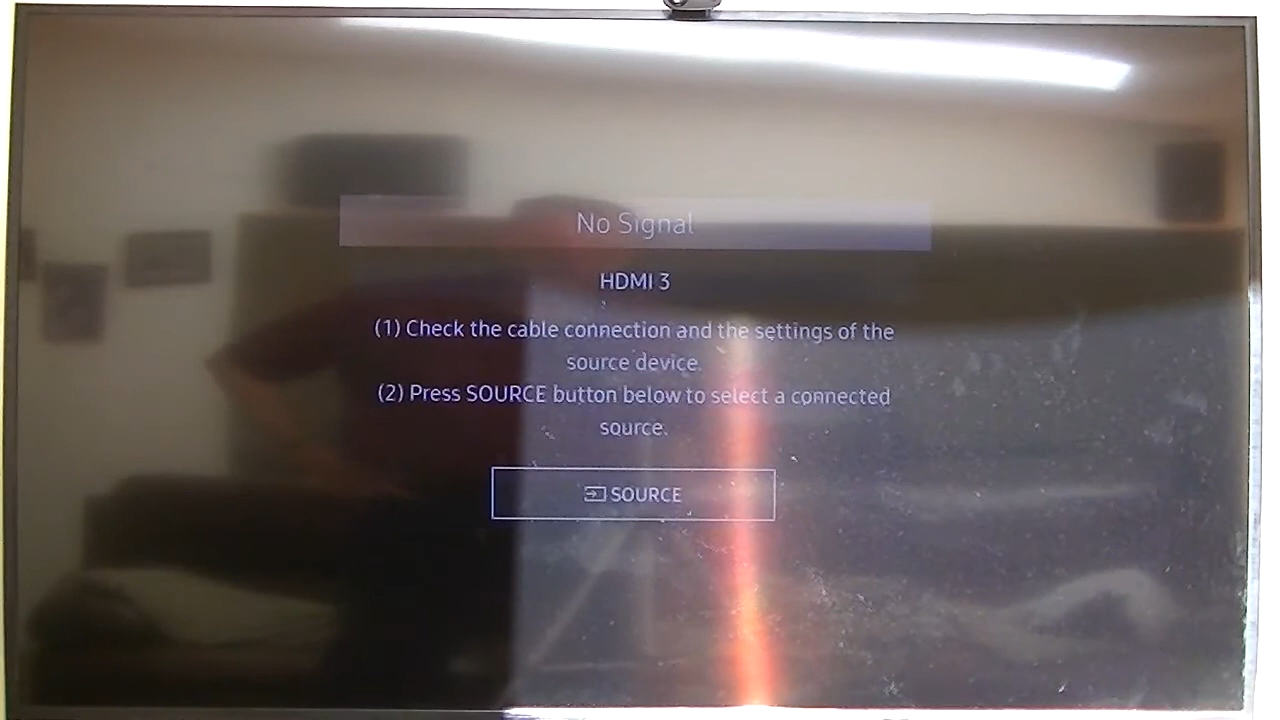 No Signal
HDMI 3
(1) Check the cable connection and the settings of the
source device.
(2) Press SOURCE button below to select a connected
source.
SOURCE